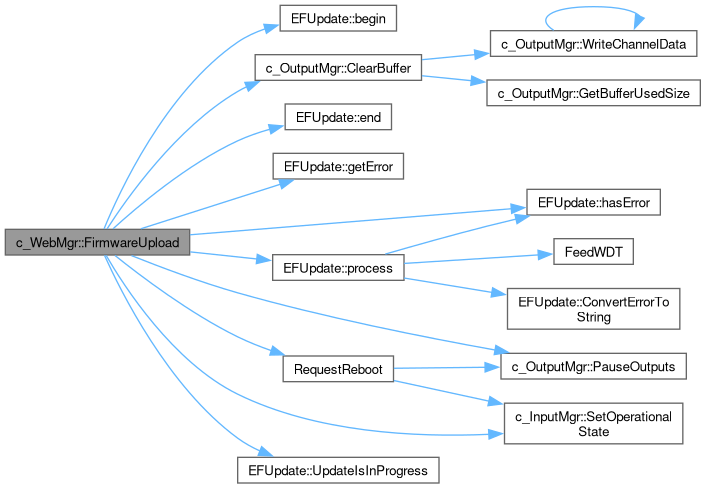 EFUpdate::begin
c_OutputMgr::WriteChannelData
c_OutputMgr::ClearBuffer
c_OutputMgr::GetBufferUsedSize
EFUpdate::end
EFUpdate::getError
EFUpdate::hasError
c_WebMgr::FirmwareUpload
FeedWDT
EFUpdate::process
EFUpdate::ConvertErrorTo
String
RequestReboot
c_OutputMgr::PauseOutputs
c_InputMgr::SetOperational
State
EFUpdate::UpdateIsInProgress